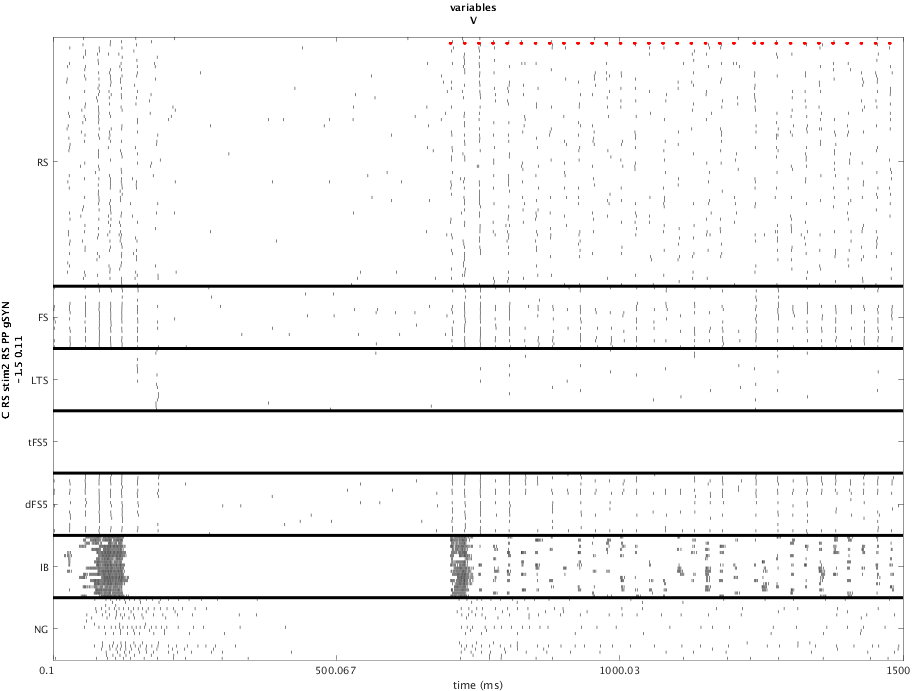 variables
V
RS
FS
LTS
tFS5
dFS5
IB
NG
C RS stim2 RS PP gSYN
-1.5 0.11
0.1
500.067
1000.03
1500
time (ms)